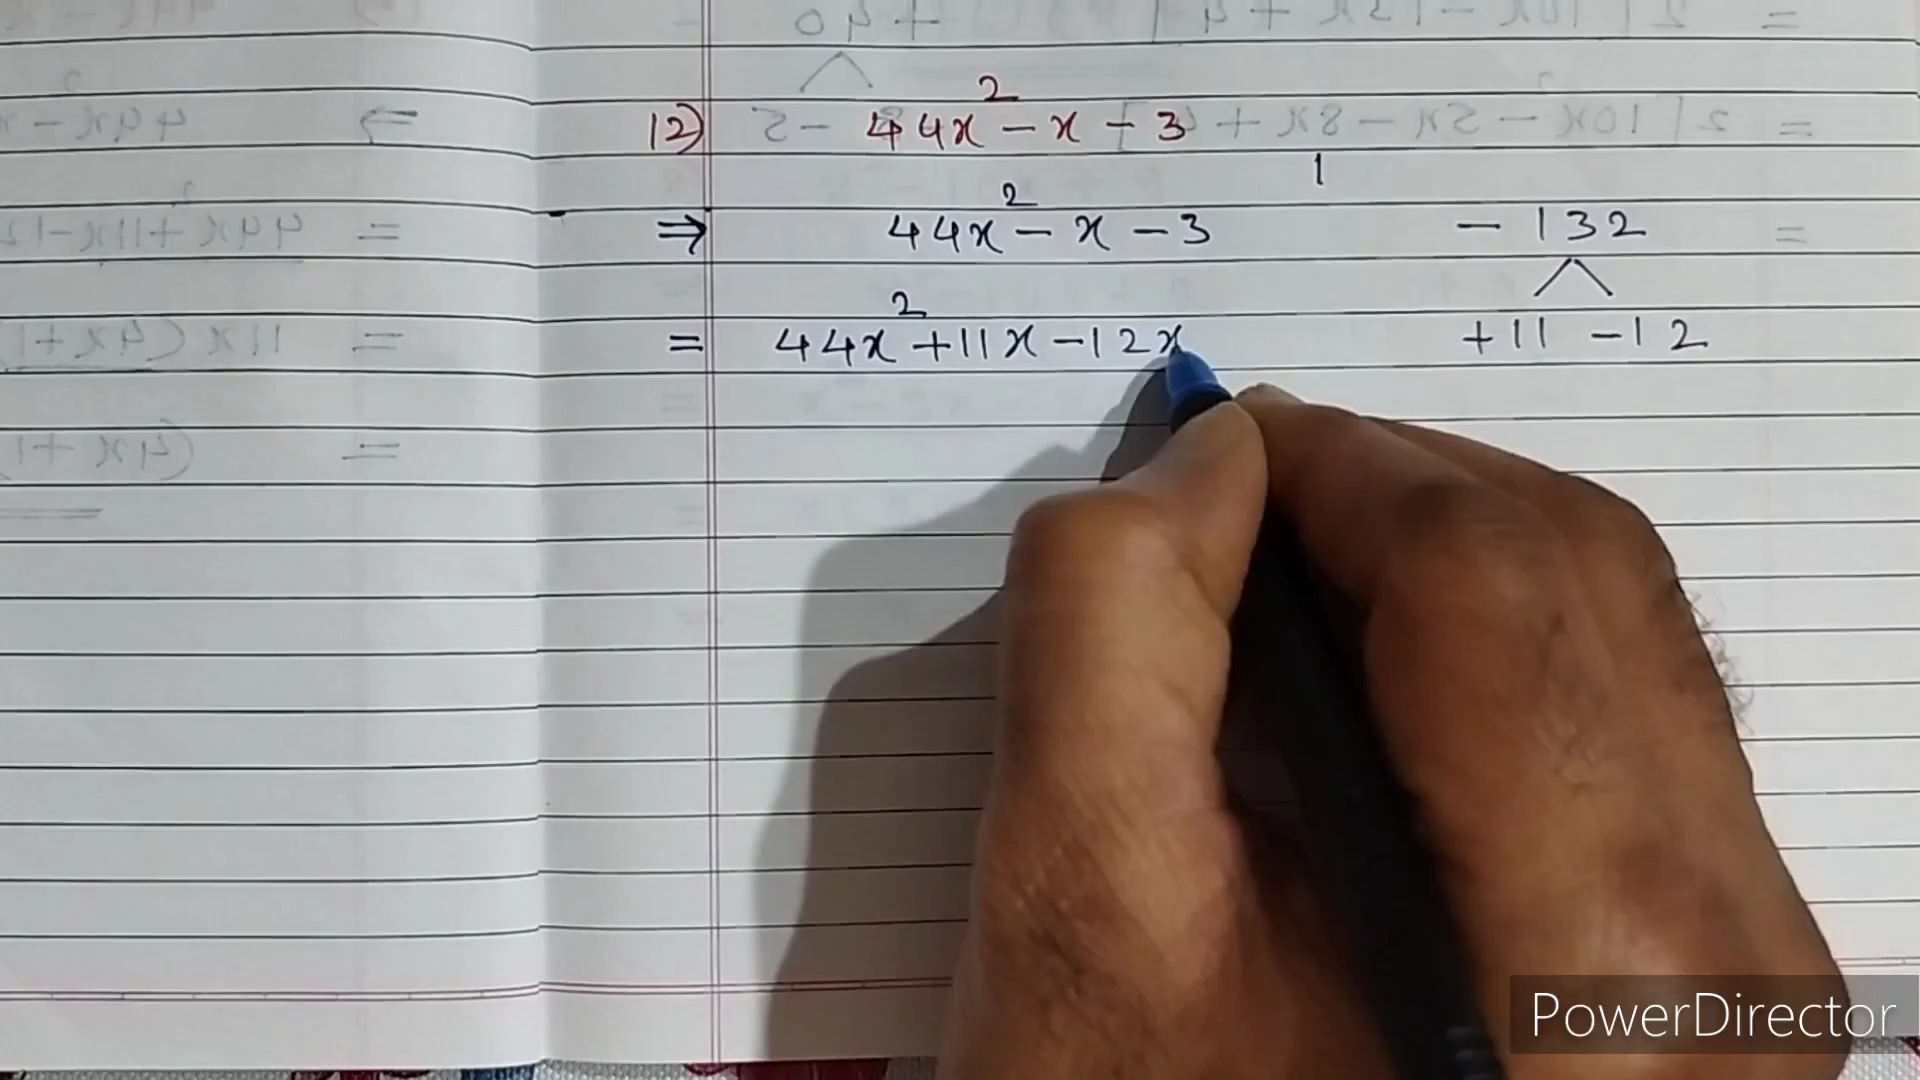 12) 44x² - x - 3
1
⇒ 44x² - x - 3   - 132
= 44x² + 11x - 12x   + 11 - 12
PowerDirector